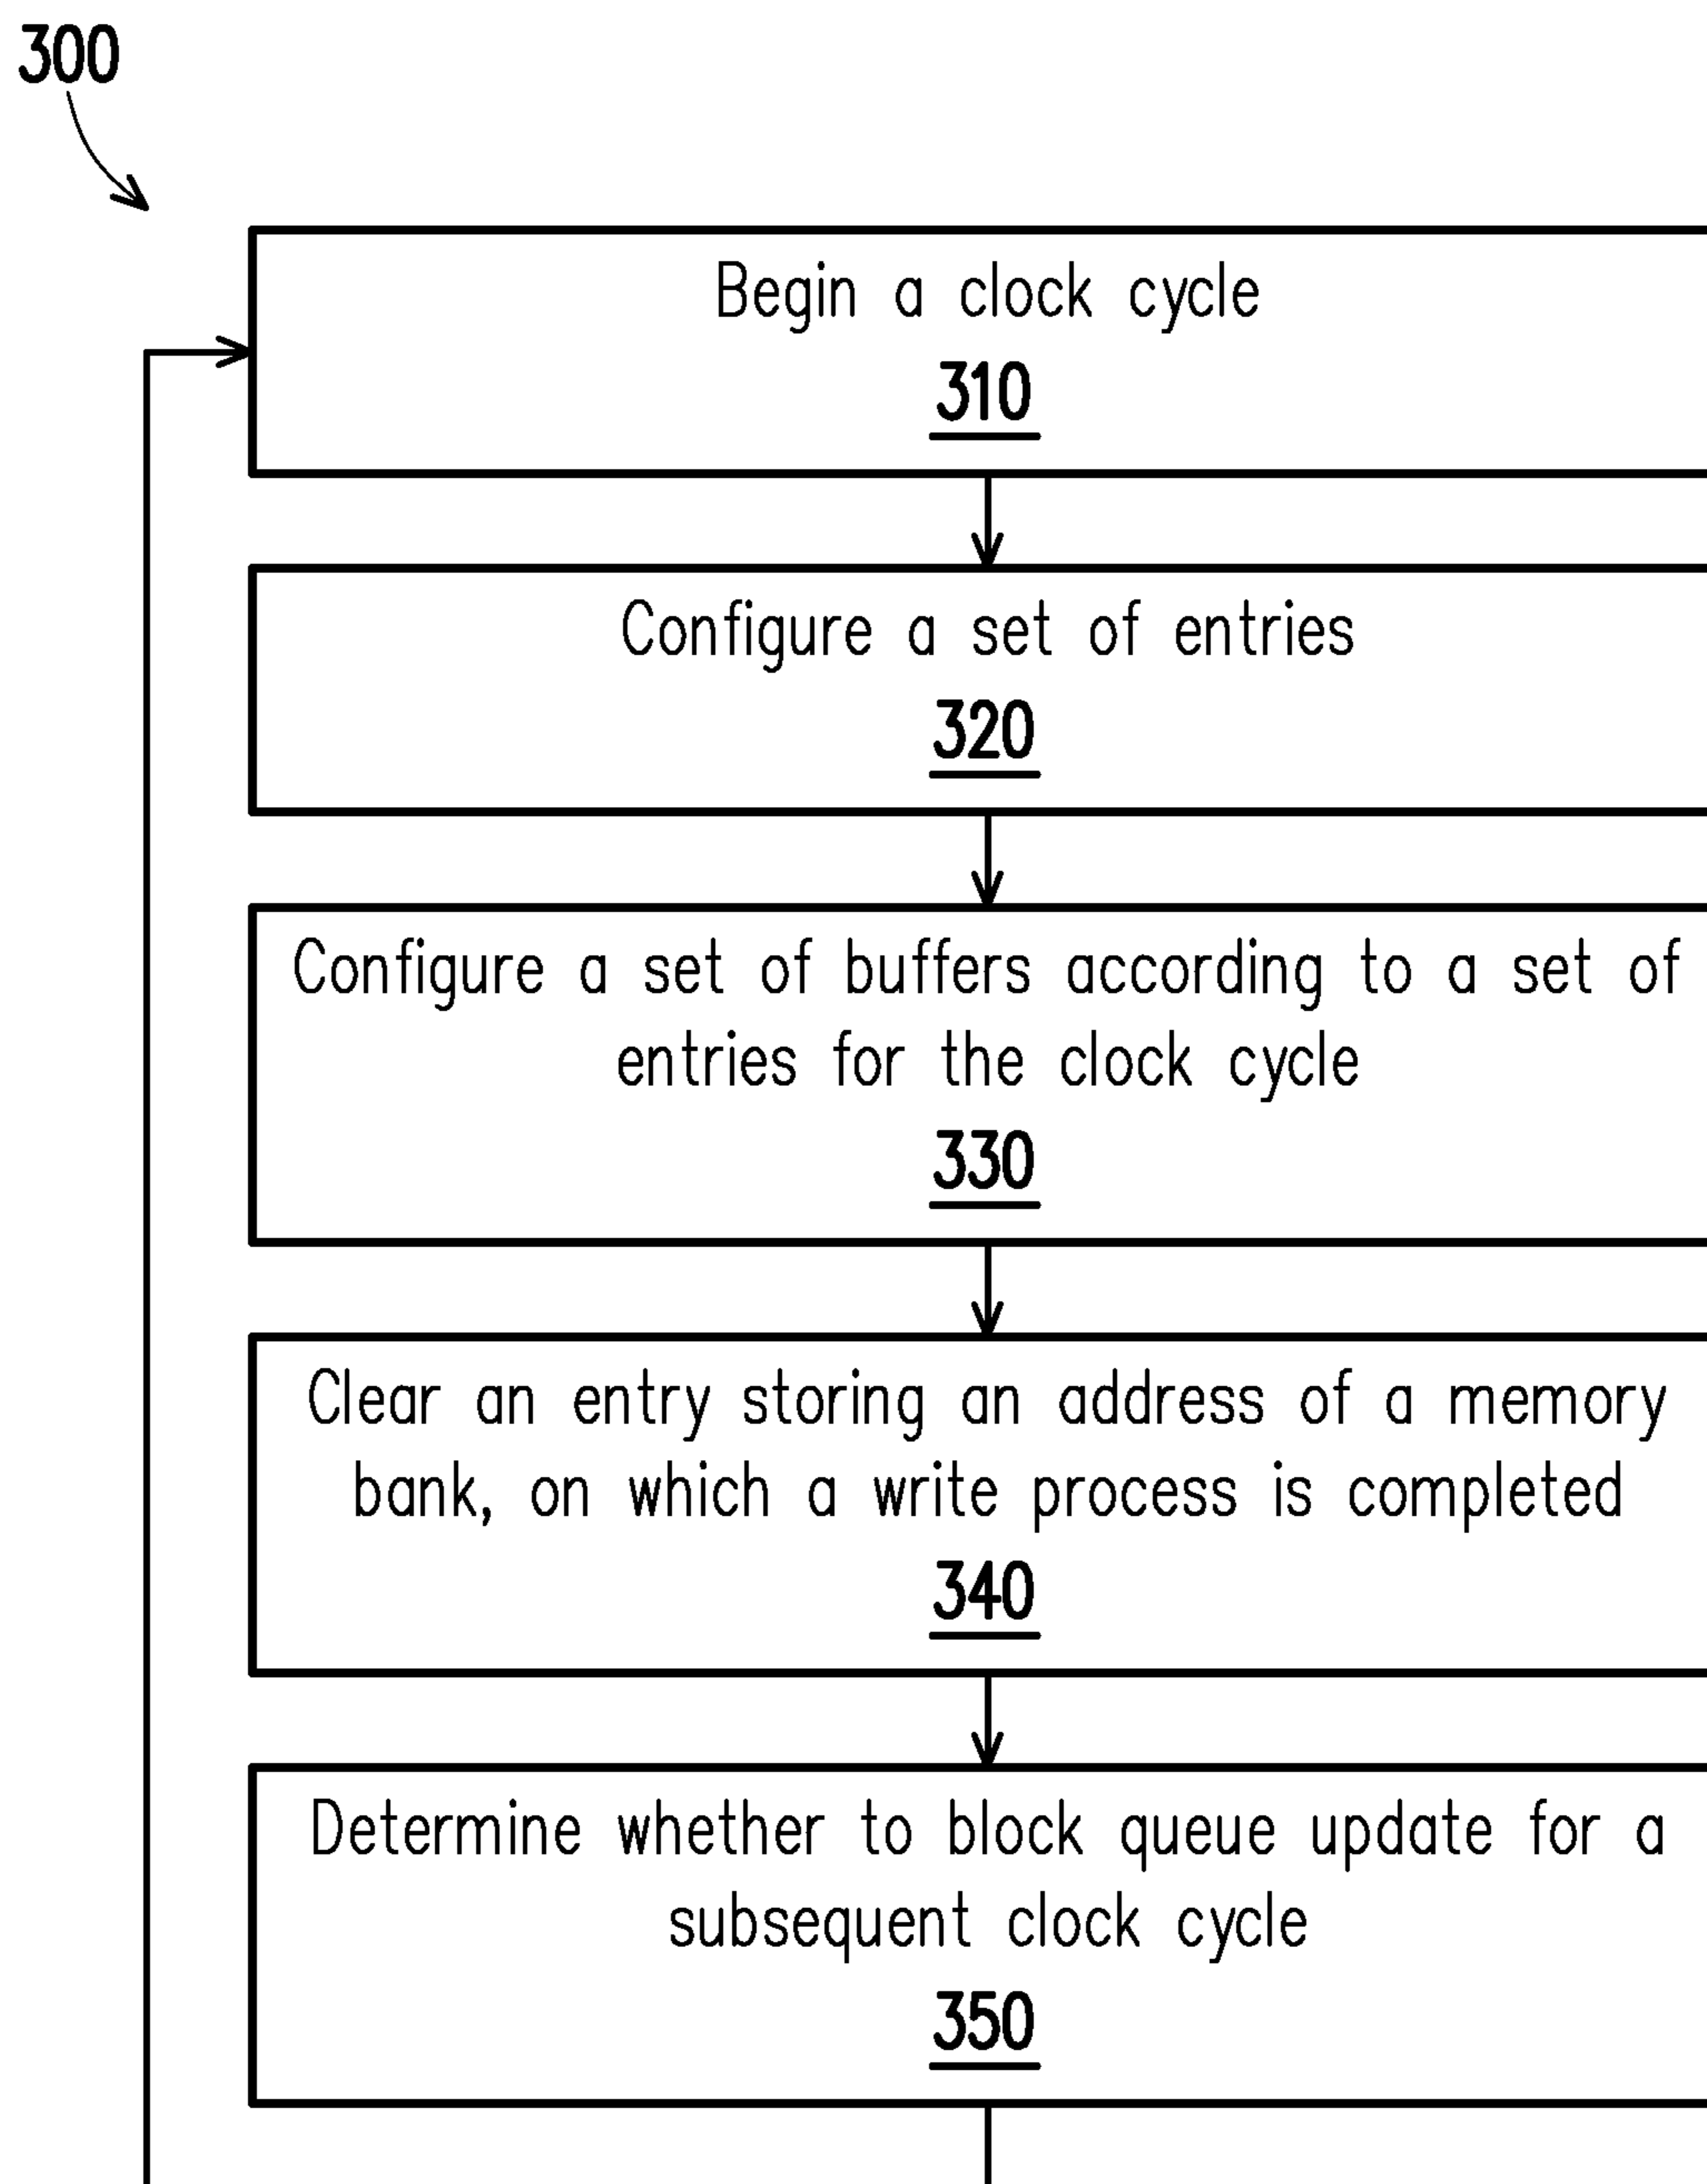 300
Begin a clock cycle
310
Configure a set of entries
320
Configure a set of buffers according to a set of
entries for the clock cycle
330
Clear an entry storing an address of a memory
bank, on which a write process is completed
340
Determine whether to block queue update for a
subsequent clock cycle
350